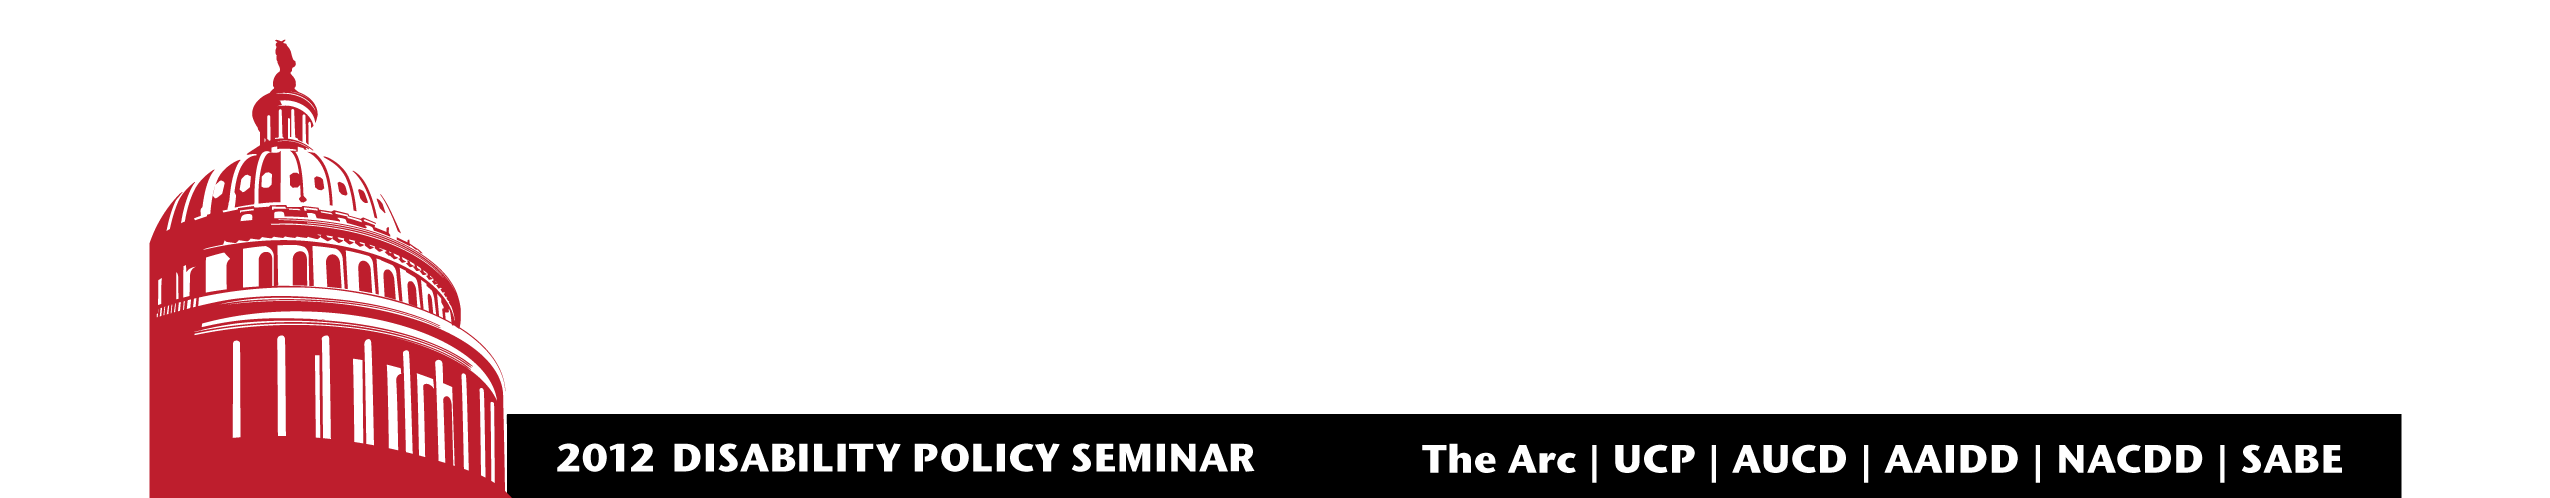 2012 DISABILITY POLICY SEMINAR The Arc | UCP | AUCD | AAIDD | NACDD | SABE